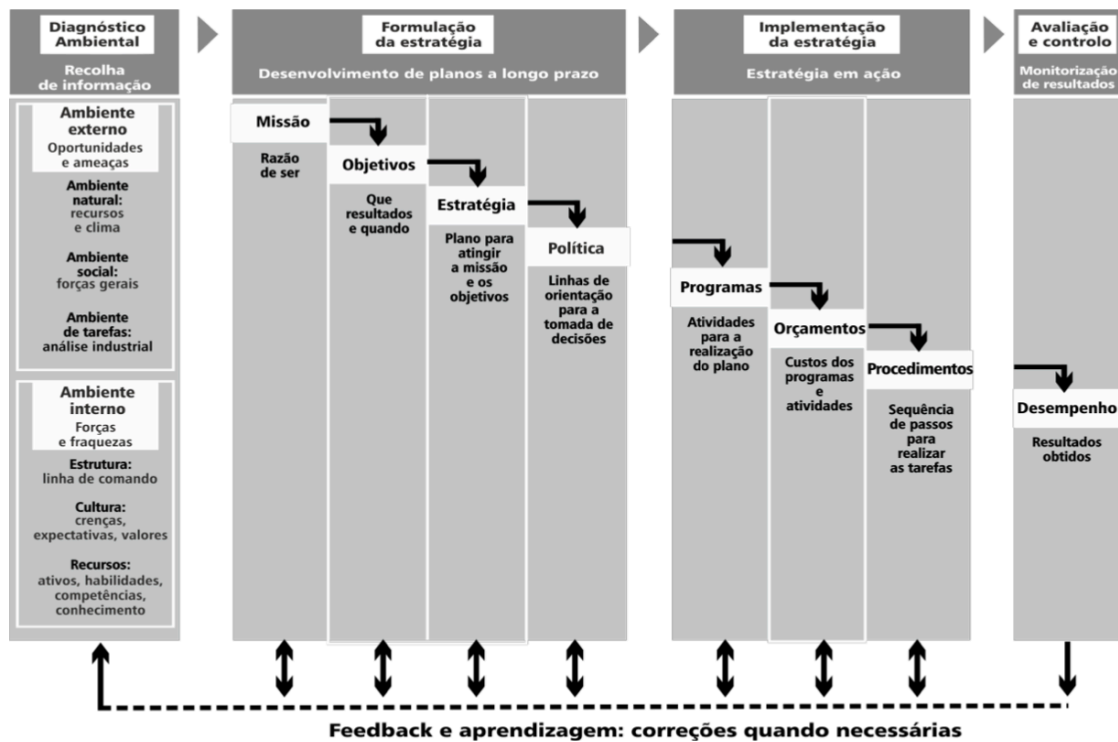 Diagnóstico
Ambiental
Recolha
de informação
Ambiente
externo
Oportunidades
e ameaças
Ambiente
natural:
recursos
e clima
Ambiente
social:
forças gerais
Ambiente
de tarefas:
análise industrial
Ambiente
interno
Forças
e fraquezas
Estrutura:
linha de comando
Cultura:
crenças,
expectativas, valores
Recursos:
ativos, habilidades,
competências,
conhecimento
Formulação
da estratégia
Desenvolvimento de planos a longo prazo
Missão
Razão
de ser
Objetivos
Que
resultados
e quando
Estratégia
Plano para
atingir
a missão
e os
objetivos
Política
Linhas de
orientação
para a
tomada de
decisões
Implementação
da estratégia
Estratégia em ação
Programas
Atividades
para a
realização
do plano
Orçamentos
Custos dos
programas
e
atividades
Procedimentos
Sequência
de passos
para
realizar
as tarefas
Avaliação
e controlo
Monitorização
de resultados
Desempenho
Resultados
obtidos
Feedback e aprendizagem: correções quando necessárias